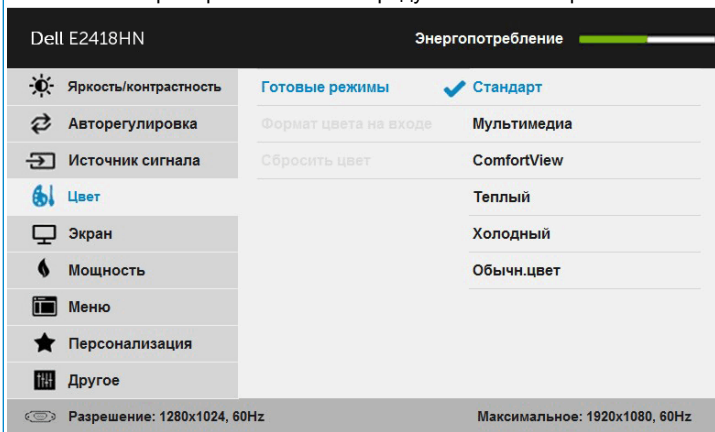 Dell E2418HN Энергопотребление
Яркость/контрастность Готовые режимы Стандарт
Авторегулировка Формат цвета на входе Мультимедиа
Источник сигнала Сбросить цвет ComfortView
Цвет Теплый
Экран Холодный
Мощность Обычн.цвет
Меню
Персонализация
Другое
Разрешение: 1280x1024, 60Hz Максимальное: 1920x1080, 60Hz